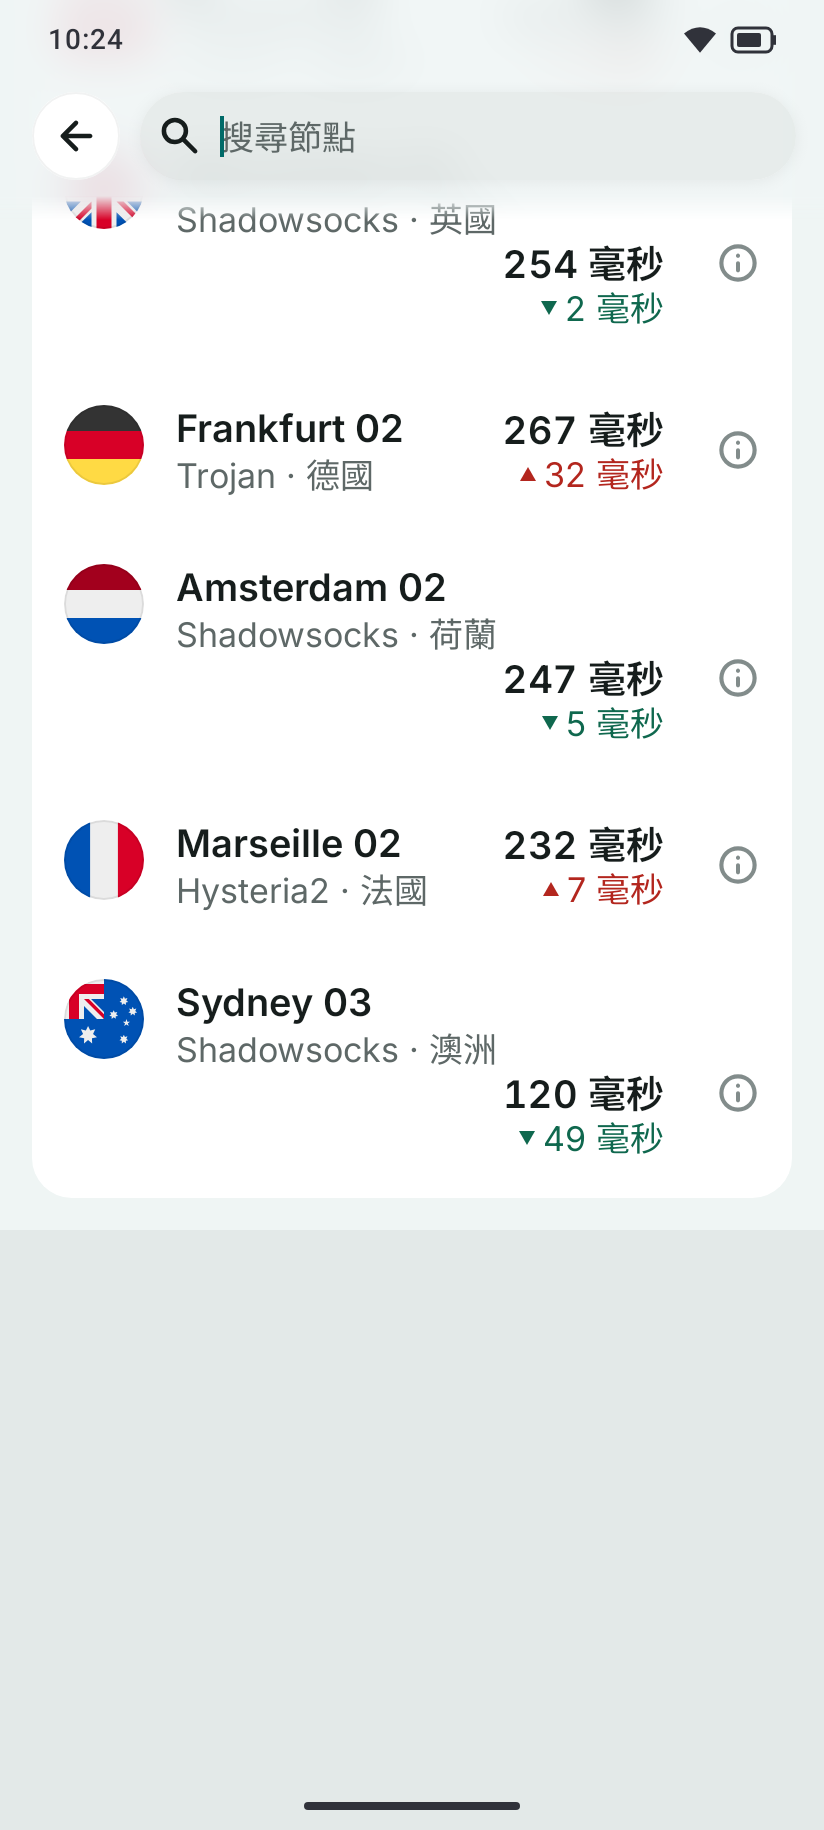 10:24
搜尋節點
Shadowsocks · 英國
254 毫秒
▼2 毫秒
Frankfurt 02
267 毫秒
Trojan · 德國
▲32 毫秒
Amsterdam 02
Shadowsocks · 荷蘭
247 毫秒
▼5 毫秒
Marseille 02
232 毫秒
Hysteria2 · 法國
▲7 毫秒
Sydney 03
Shadowsocks · 澳洲
120 毫秒
▼49 毫秒